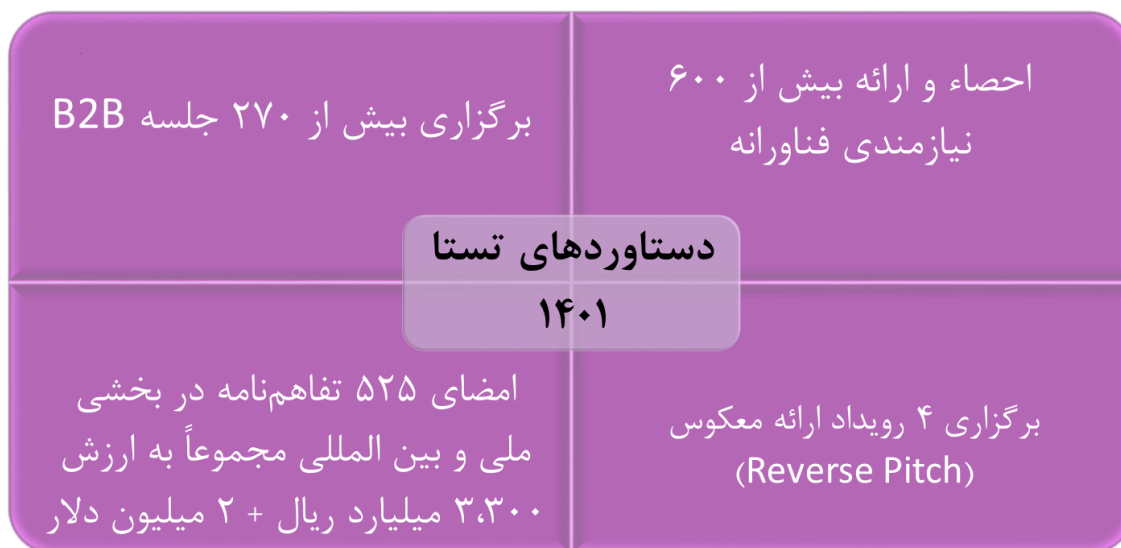 احصاء و ارائه بیش از ۶۰۰
نیازمندی فناورانه
برگزاری بیش از ۲۷۰ جلسه B2B
دستاوردهای تستا
۱۴۰۱
برگزاری ۴ رویداد ارائه معکوس
(Reverse Pitch)
امضای ۵۲۵ تفاهم‌نامه در بخشی
ملی و بین المللی مجموعاً به ارزش
۳،۳۰۰ میلیارد ریال + ۲ میلیون دلار